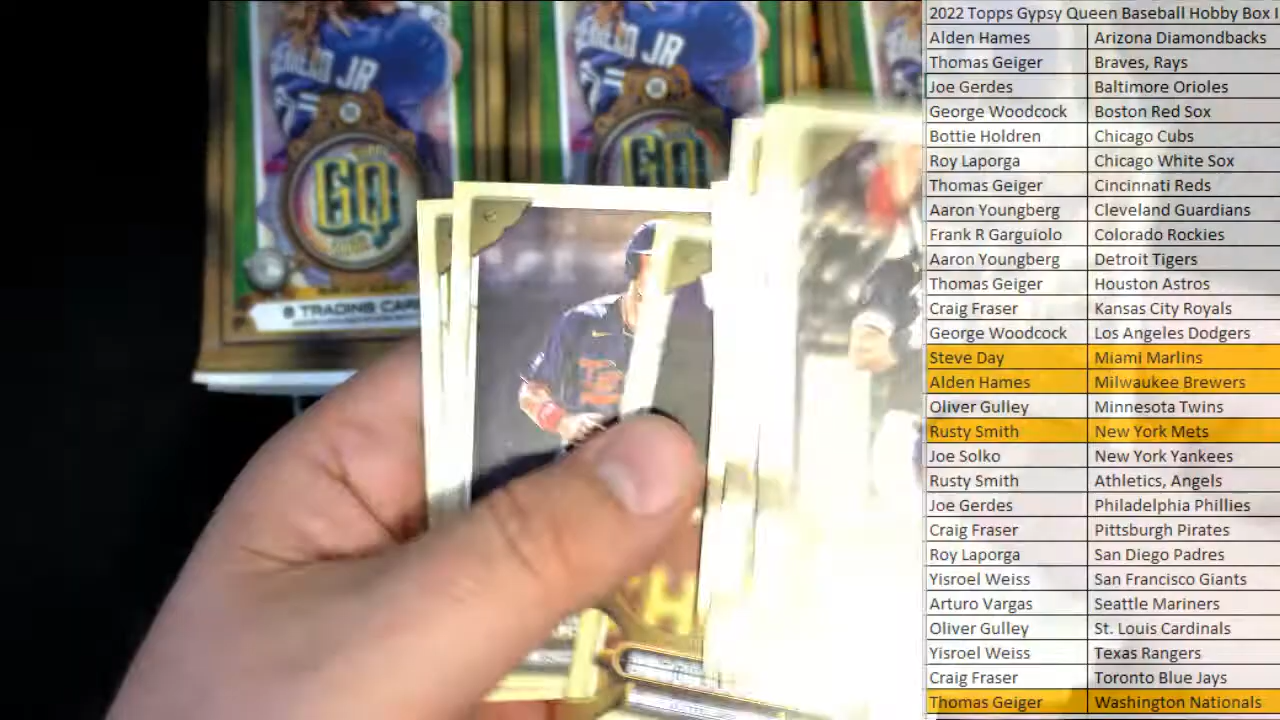 2022 Topps Gypsy Queen Baseball Hobby Box I
Alden Hames Arizona Diamondbacks
Thomas Geiger Braves, Rays
Joe Gerdes Baltimore Orioles
George Woodcock Boston Red Sox
Bottie Holdren Chicago Cubs
Roy Laporga Chicago White Sox
Thomas Geiger Cincinnati Reds
Aaron Youngberg Cleveland Guardians
Frank R Garguiolo Colorado Rockies
Aaron Youngberg Detroit Tigers
Thomas Geiger Houston Astros
Craig Fraser Kansas City Royals
George Woodcock Los Angeles Dodgers
Steve Day Miami Marlins
Alden Hames Milwaukee Brewers
Oliver Gulley Minnesota Twins
Rusty Smith New York Mets
Joe Solko New York Yankees
Rusty Smith Athletics, Angels
Joe Gerdes Philadelphia Phillies
Craig Fraser Pittsburgh Pirates
Roy Laporga San Diego Padres
Yisroel Weiss San Francisco Giants
Arturo Vargas Seattle Mariners
Oliver Gulley St. Louis Cardinals
Yisroel Weiss Texas Rangers
Craig Fraser Toronto Blue Jays
Thomas Geiger Washington Nationals
JR
GQ
8 TRADING CAR
JR
GQ